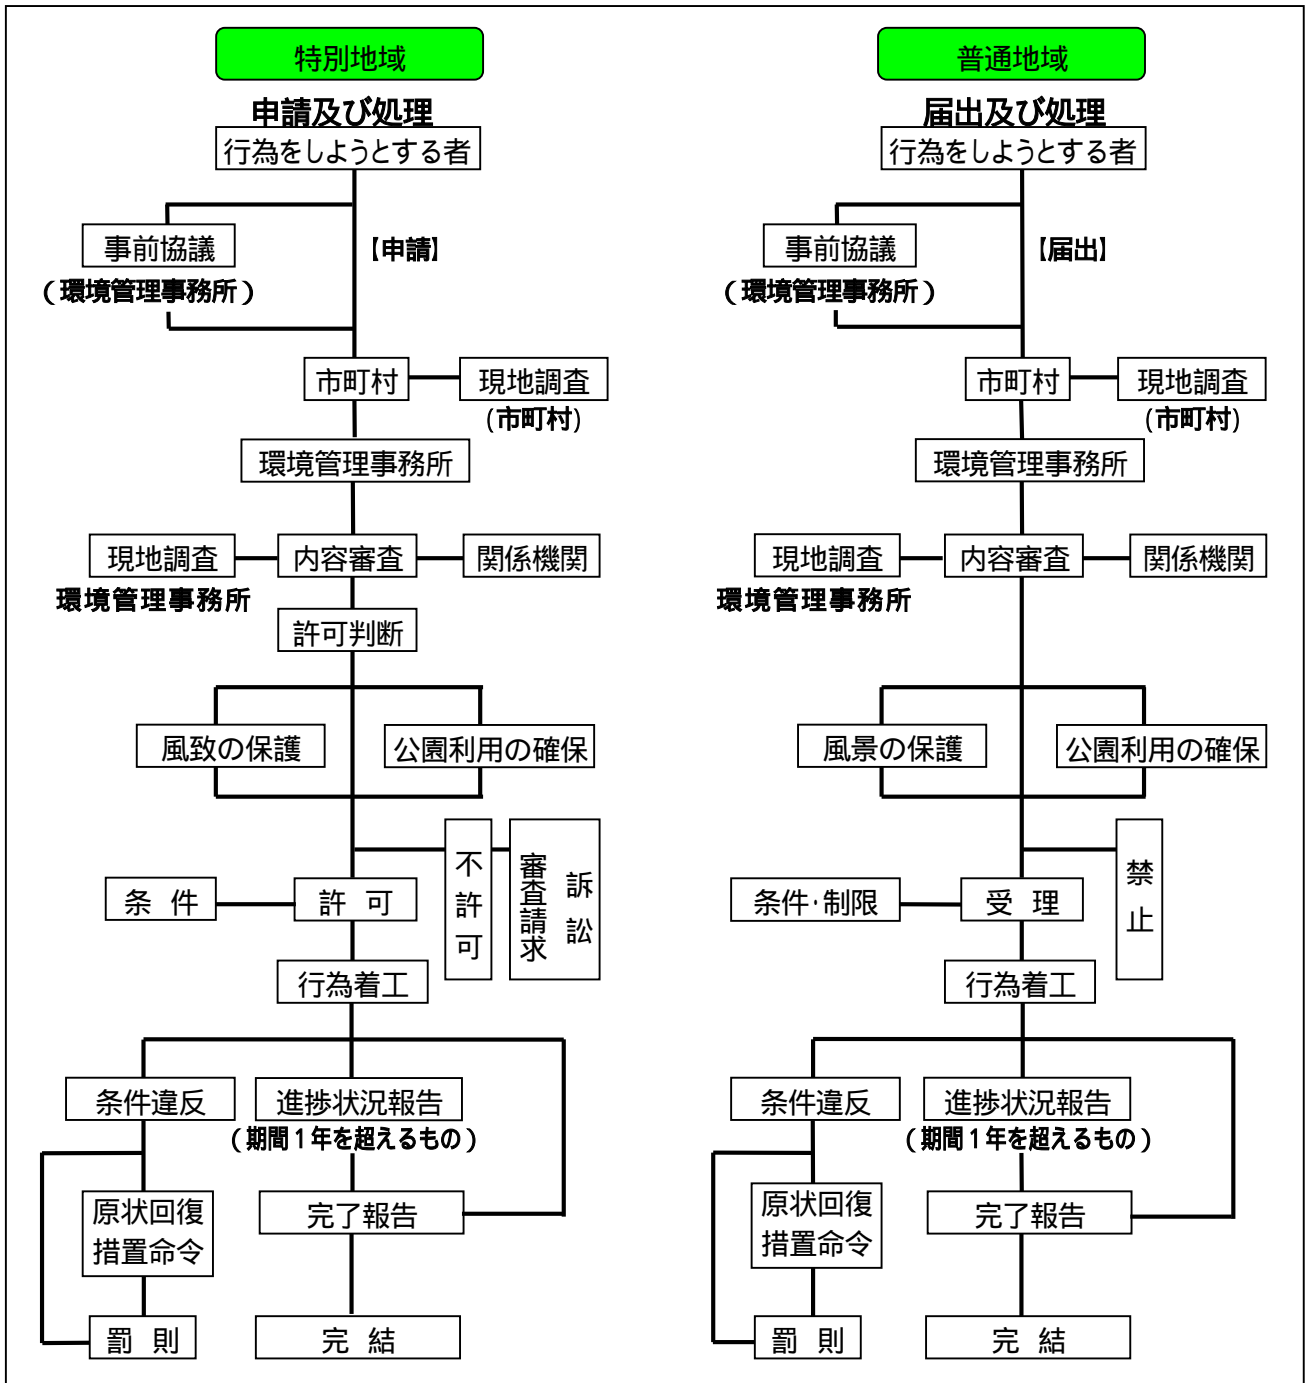 特別地域
申請及び処理
行為をしようとする者
事前協議
【申請】
（環境管理事務所）
市町村
現地調査
(市町村)
環境管理事務所
現地調査
内容審査
関係機関
環境管理事務所
許可判断
風致の保護
公園利用の確保
不許可
審査請求
訴訟
条件
許可
行為着工
条件違反
進捗状況報告
（期間1年を超えるもの）
原状回復
措置命令
完了報告
罰則
完結
普通地域
届出及び処理
行為をしようとする者
事前協議
【届出】
（環境管理事務所）
市町村
現地調査
(市町村)
環境管理事務所
現地調査
内容審査
関係機関
環境管理事務所
風景の保護
公園利用の確保
禁止
条件・制限
受理
行為着工
条件違反
進捗状況報告
（期間1年を超えるもの）
原状回復
措置命令
完了報告
罰則
完結